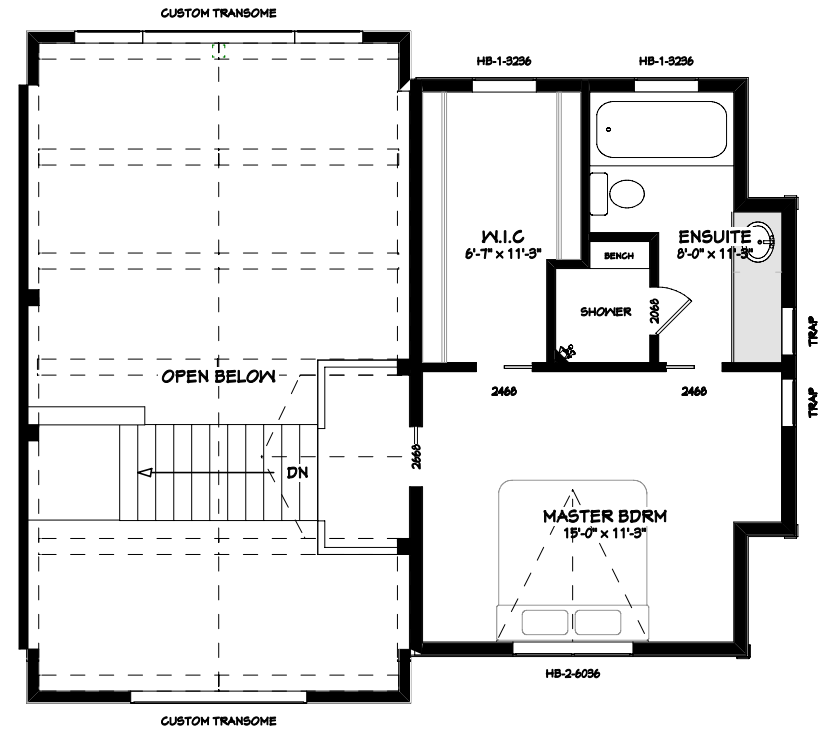 CUSTOM TRANSOME
HB-1-3236
HB-1-3236
W.I.C
6'-7" x 11'-3"
ENSUITE
8'-0" x 11'-3"
BENCH
SHOWER
2068
TRAP
TRAP
OPEN BELOW
2468
2468
2668
DN
MASTER BDRM
15'-0" x 11'-3"
HB-2-6036
CUSTOM TRANSOME